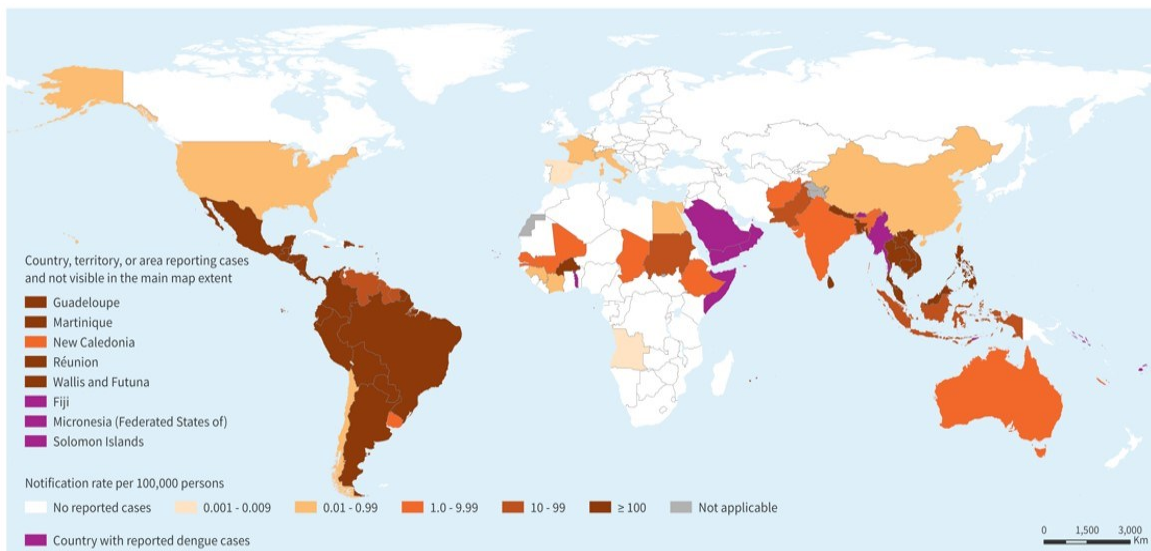 Country, territory, or area reporting cases
and not visible in the main map extent
Guadeloupe
Martinique
New Caledonia
Réunion
Wallis and Futuna
Fiji
Micronesia (Federated States of)
Solomon Islands
Notification rate per 100,000 persons
No reported cases 0.001 - 0.009 0.01 - 0.99 1.0 - 9.99 10 - 99 ≥ 100 Not applicable
Country with reported dengue cases
0 1,500 3,000
Km